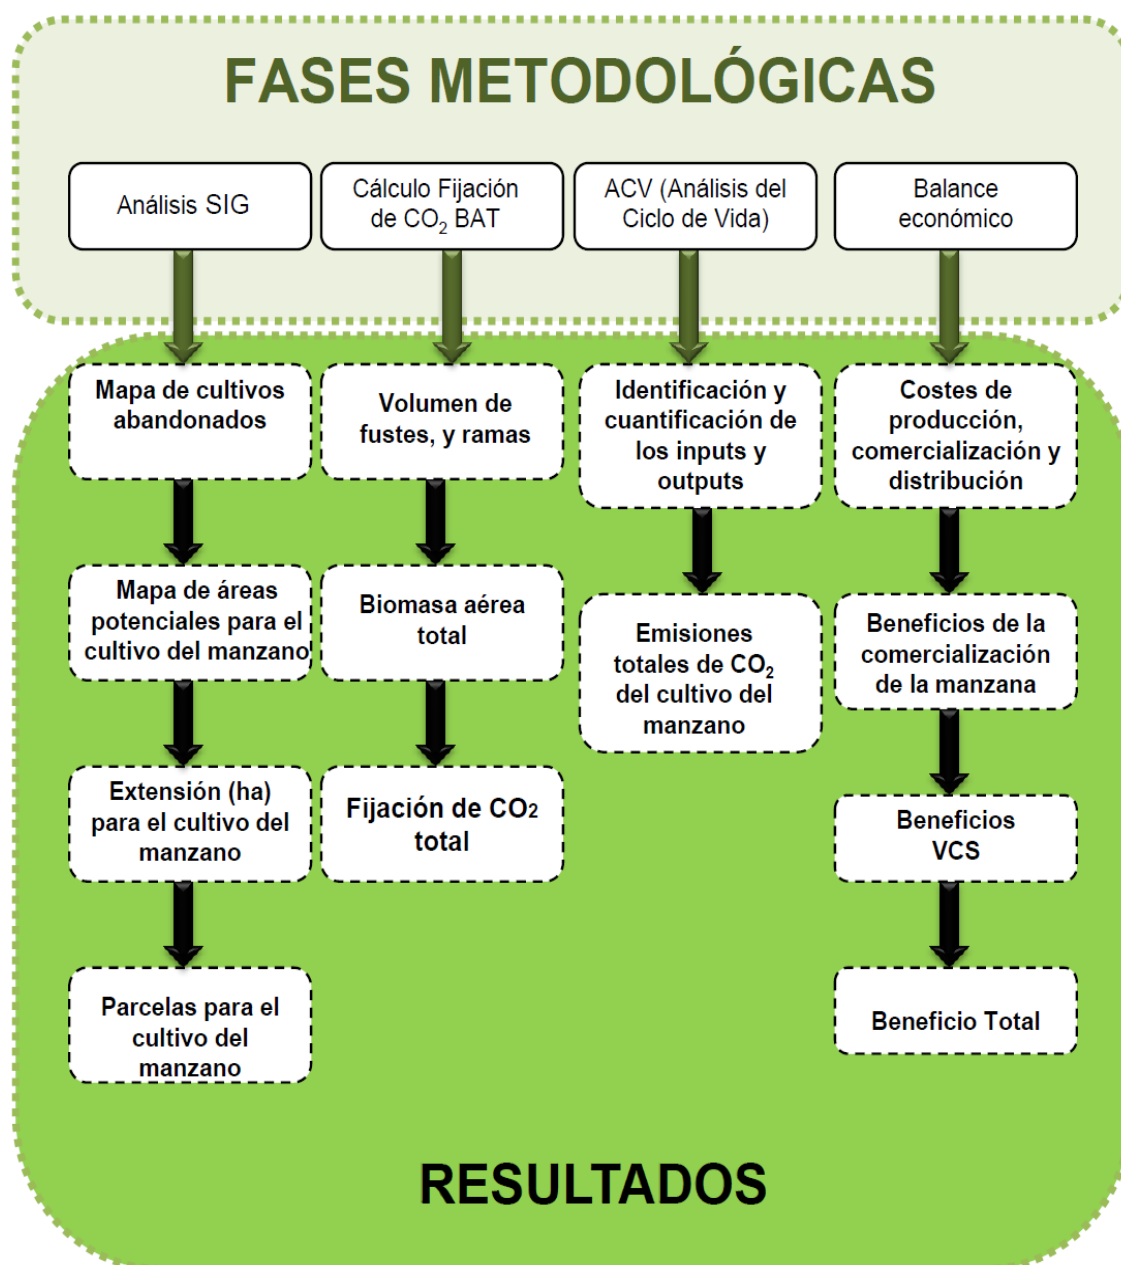 FASES METODOLÓGICAS
Análisis SIG
Cálculo Fijación
de CO₂ BAT
ACV (Análisis del
Ciclo de Vida)
Balance
económico
Mapa de cultivos
abandonados
Mapa de áreas
potenciales para el
cultivo del manzano
Extensión (ha)
para el cultivo del
manzano
Parcelas para el
cultivo del
manzano
Volumen de
fustes, y ramas
Biomasa aérea
total
Fijación de CO₂
total
Identificación y
cuantificación de
los inputs y
outputs
Emisiones
totales de CO₂
del cultivo del
manzano
Costes de
producción,
comercialización y
distribución
Beneficios de la
comercialización
de la manzana
Beneficios
VCS
Beneficio Total
RESULTADOS